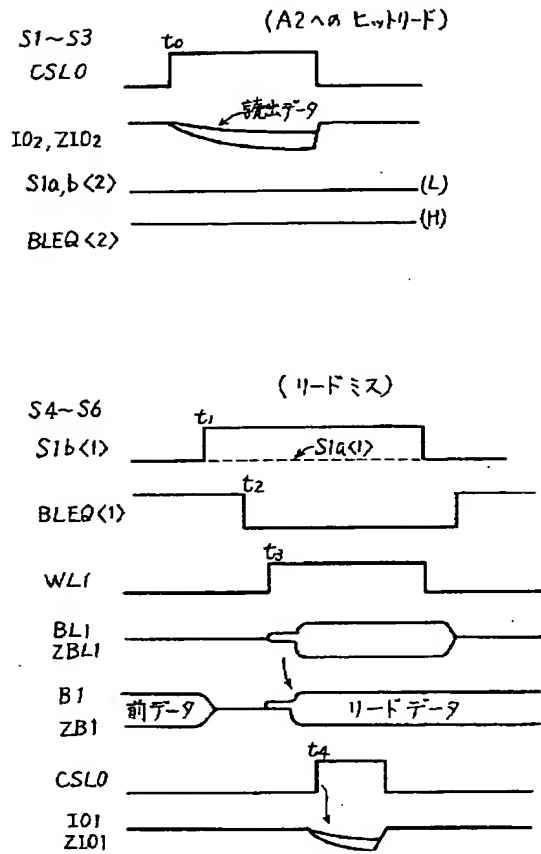 (A2への ヒットリード)
S1～S3
t0
CSL0
読出データ
IO2, ZIO2
S1a,b<2>
(L)
(H)
BLEQ<2>
(リードミス)
S4～S6
t1
S1b<1>
S1a<1>
t2
BLEQ<1>
t3
WL1
BL1
ZBL1
B1
前データ
リードデータ
ZB1
t4
CSL0
IO1
ZIO1